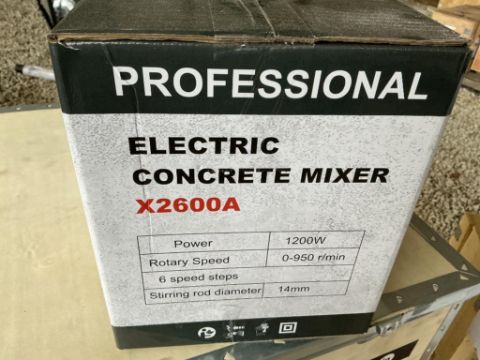 PROFESSIONAL
ELECTRIC
CONCRETE MIXER
X2600A
Power 1200W
Rotary Speed 0-950 r/min
6 speed steps
Stirring rod diameter 14mm